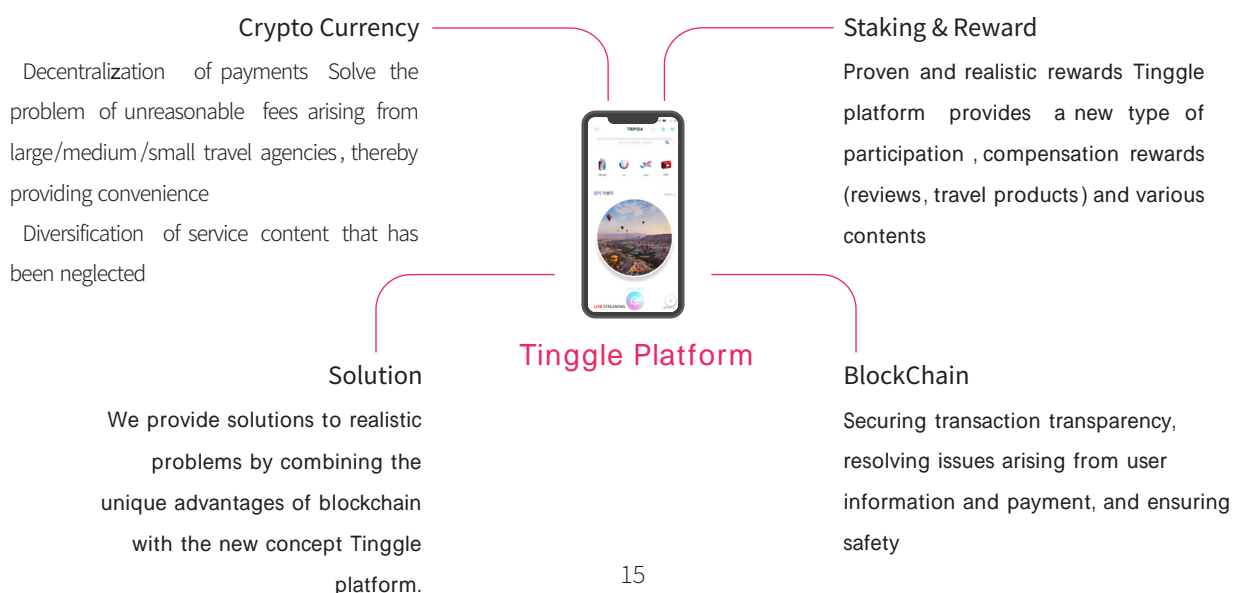 Crypto Currency
Decentralization of payments Solve the
problem of unreasonable fees arising from
large/medium/small travel agencies, thereby
providing convenience
Diversification of service content that has
been neglected
Staking & Reward
Proven and realistic rewards Tinggle
platform provides a new type of
participation , compensation rewards
(reviews, travel products) and various
contents
TRIPSIA
LIVE STREAMING
Tinggle Platform
Solution
We provide solutions to realistic
problems by combining the
unique advantages of blockchain
with the new concept Tinggle
platform.
BlockChain
Securing transaction transparency,
resolving issues arising from user
information and payment, and ensuring
safety
15